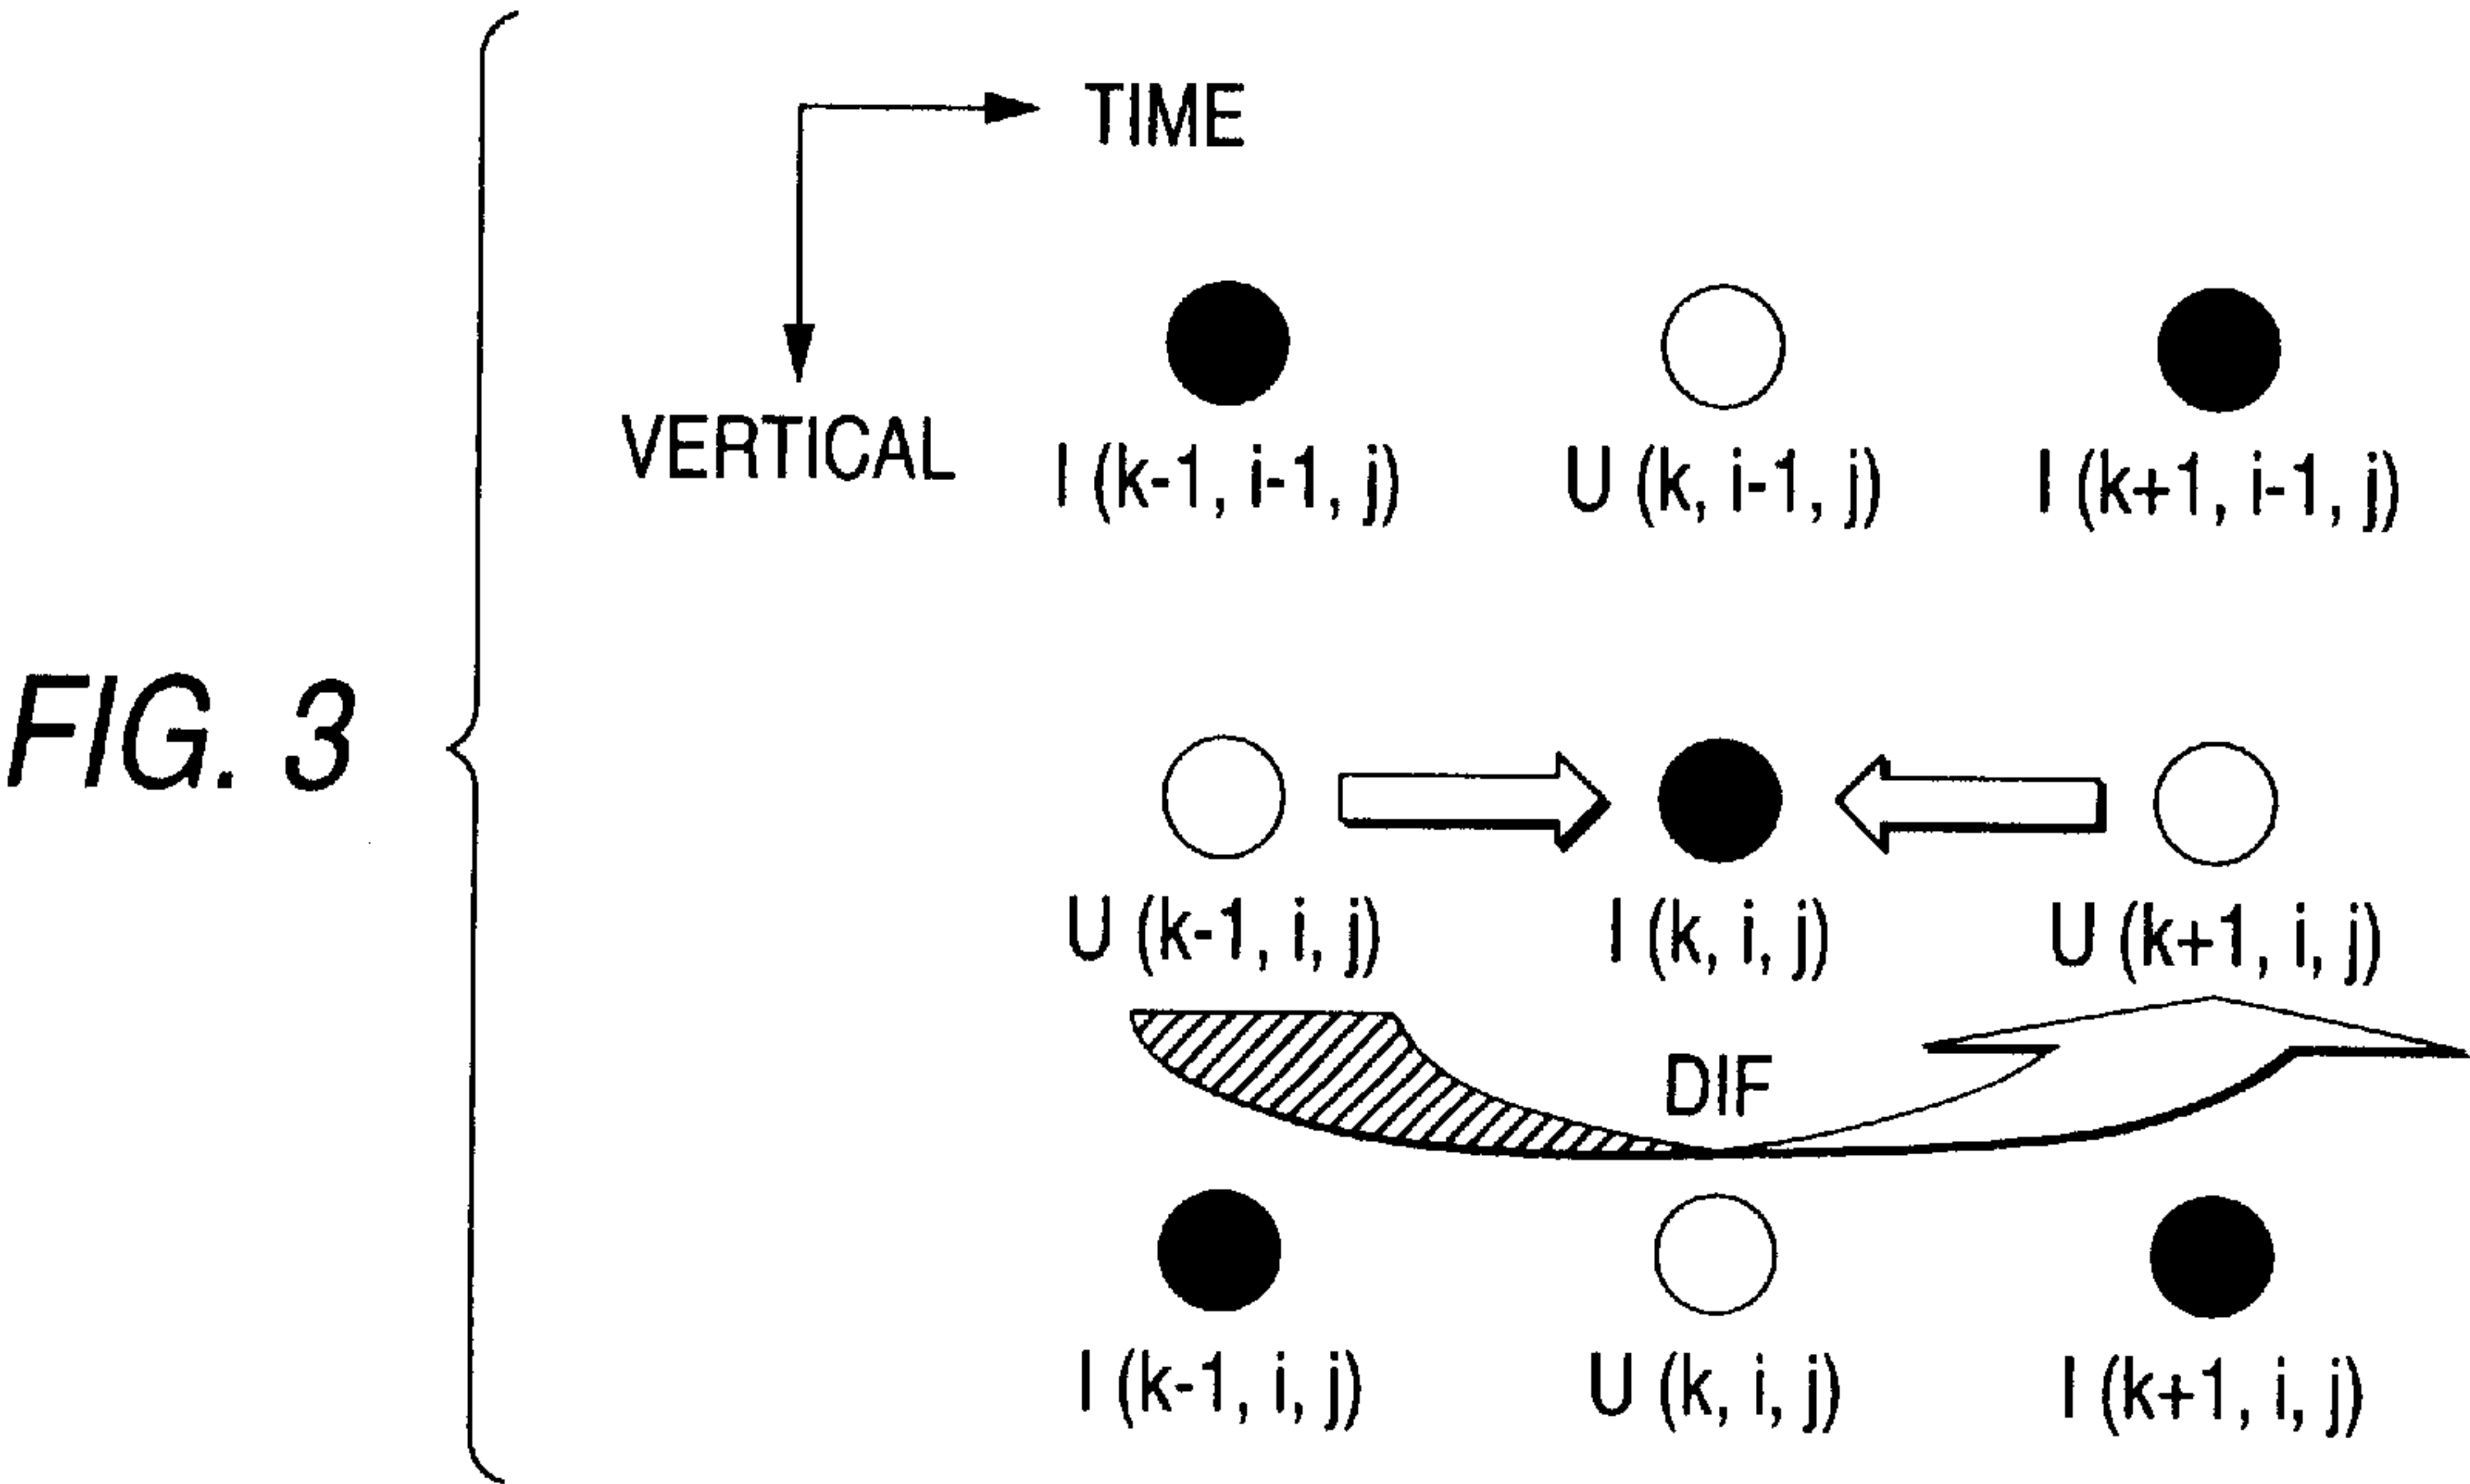 FIG. 3
TIME
VERTICAL
I (k-1, i-1, j)
U (k, i-1, j)
I (k+1, i-1, j)
U (k-1, i, j)
I (k, i, j)
U (k+1, i, j)
DIF
I (k-1, i, j)
U (k, i, j)
I (k+1, i, j)